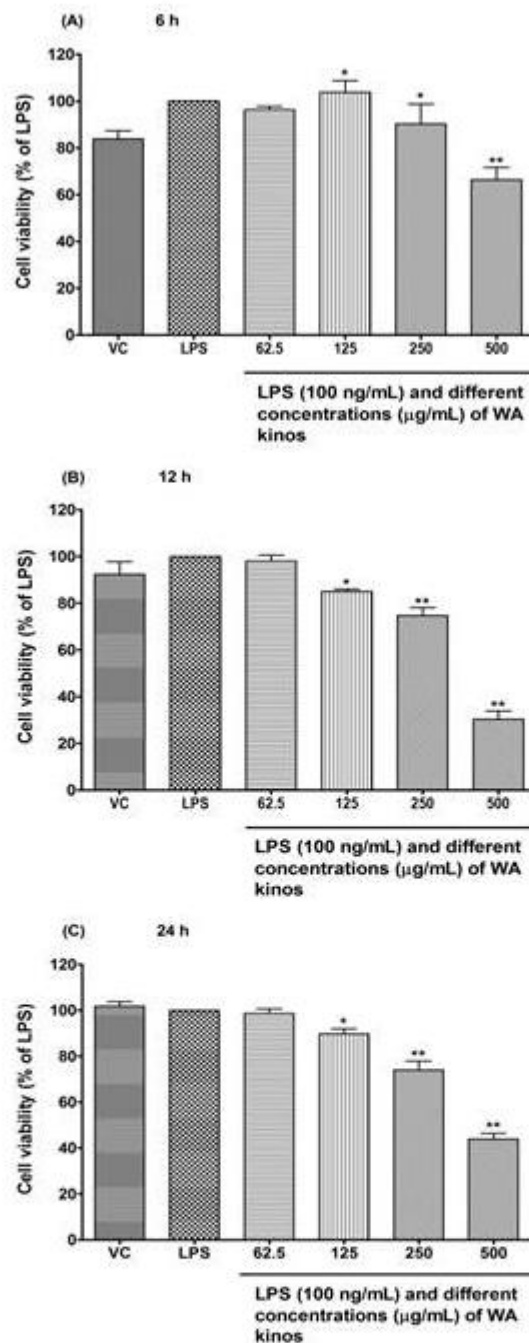 (A) 6 h
Cell viability (% of LPS)
120
100
80
60
40
20
0
* * **
VC LPS 62.5 125 250 500
LPS (100 ng/mL) and different
concentrations (µg/mL) of WA
kinos
(B) 12 h
Cell viability (% of LPS)
120
100
80
60
40
20
0
* ** **
VC LPS 62.5 125 250 500
LPS (100 ng/mL) and different
concentrations (µg/mL) of WA
kinos
(C) 24 h
Cell viability (% of LPS)
120
100
80
60
40
20
0
* ** **
VC LPS 62.5 125 250 500
LPS (100 ng/mL) and different
concentrations (µg/mL) of WA
kinos